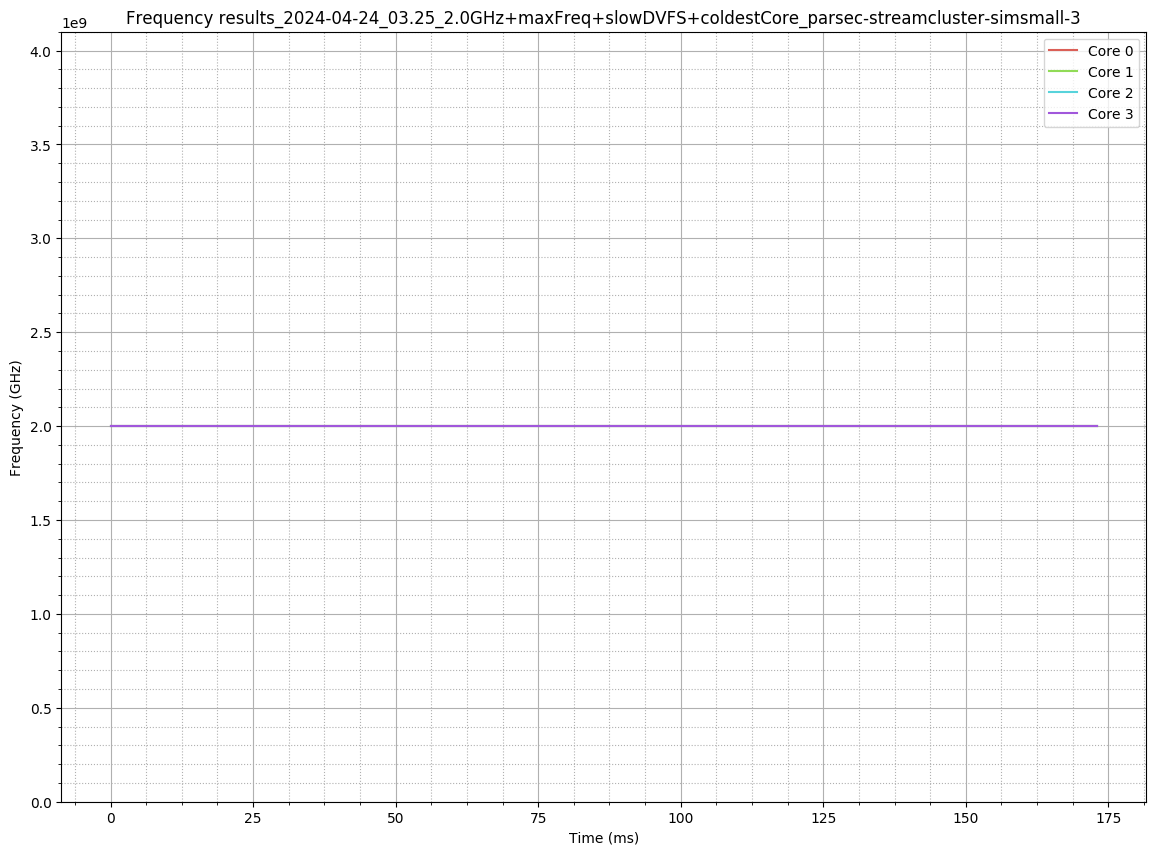 Frequency results_2024-04-24_03.25_2.0GHz+maxFreq+slowDVFS+coldestCore_parsec-streamcluster-simsmall-3
1e9
Core 0
Core 1
Core 2
Core 3
4.0
3.5
3.0
2.5
2.0
1.5
1.0
0.5
0.0
Frequency (GHz)
0 25 50 75 100 125 150 175
Time (ms)